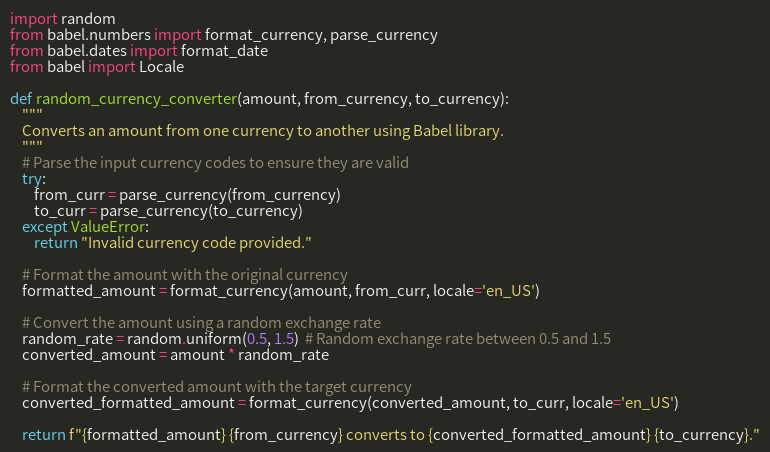 import random
from babel.numbers import format_currency, parse_currency
from babel.dates import format_date
from babel import Locale

def random_currency_converter(amount, from_currency, to_currency):
    """
    Converts an amount from one currency to another using Babel library.
    """
    # Parse the input currency codes to ensure they are valid
    try:
        from_curr = parse_currency(from_currency)
        to_curr = parse_currency(to_currency)
    except ValueError:
        return "Invalid currency code provided."

    # Format the amount with the original currency
    formatted_amount = format_currency(amount, from_curr, locale='en_US')

    # Convert the amount using a random exchange rate
    random_rate = random.uniform(0.5, 1.5)  # Random exchange rate between 0.5 and 1.5
    converted_amount = amount * random_rate

    # Format the converted amount with the target currency
    converted_formatted_amount = format_currency(converted_amount, to_curr, locale='en_US')

    return f"{formatted_amount} {from_currency} converts to {converted_formatted_amount} {to_currency}."